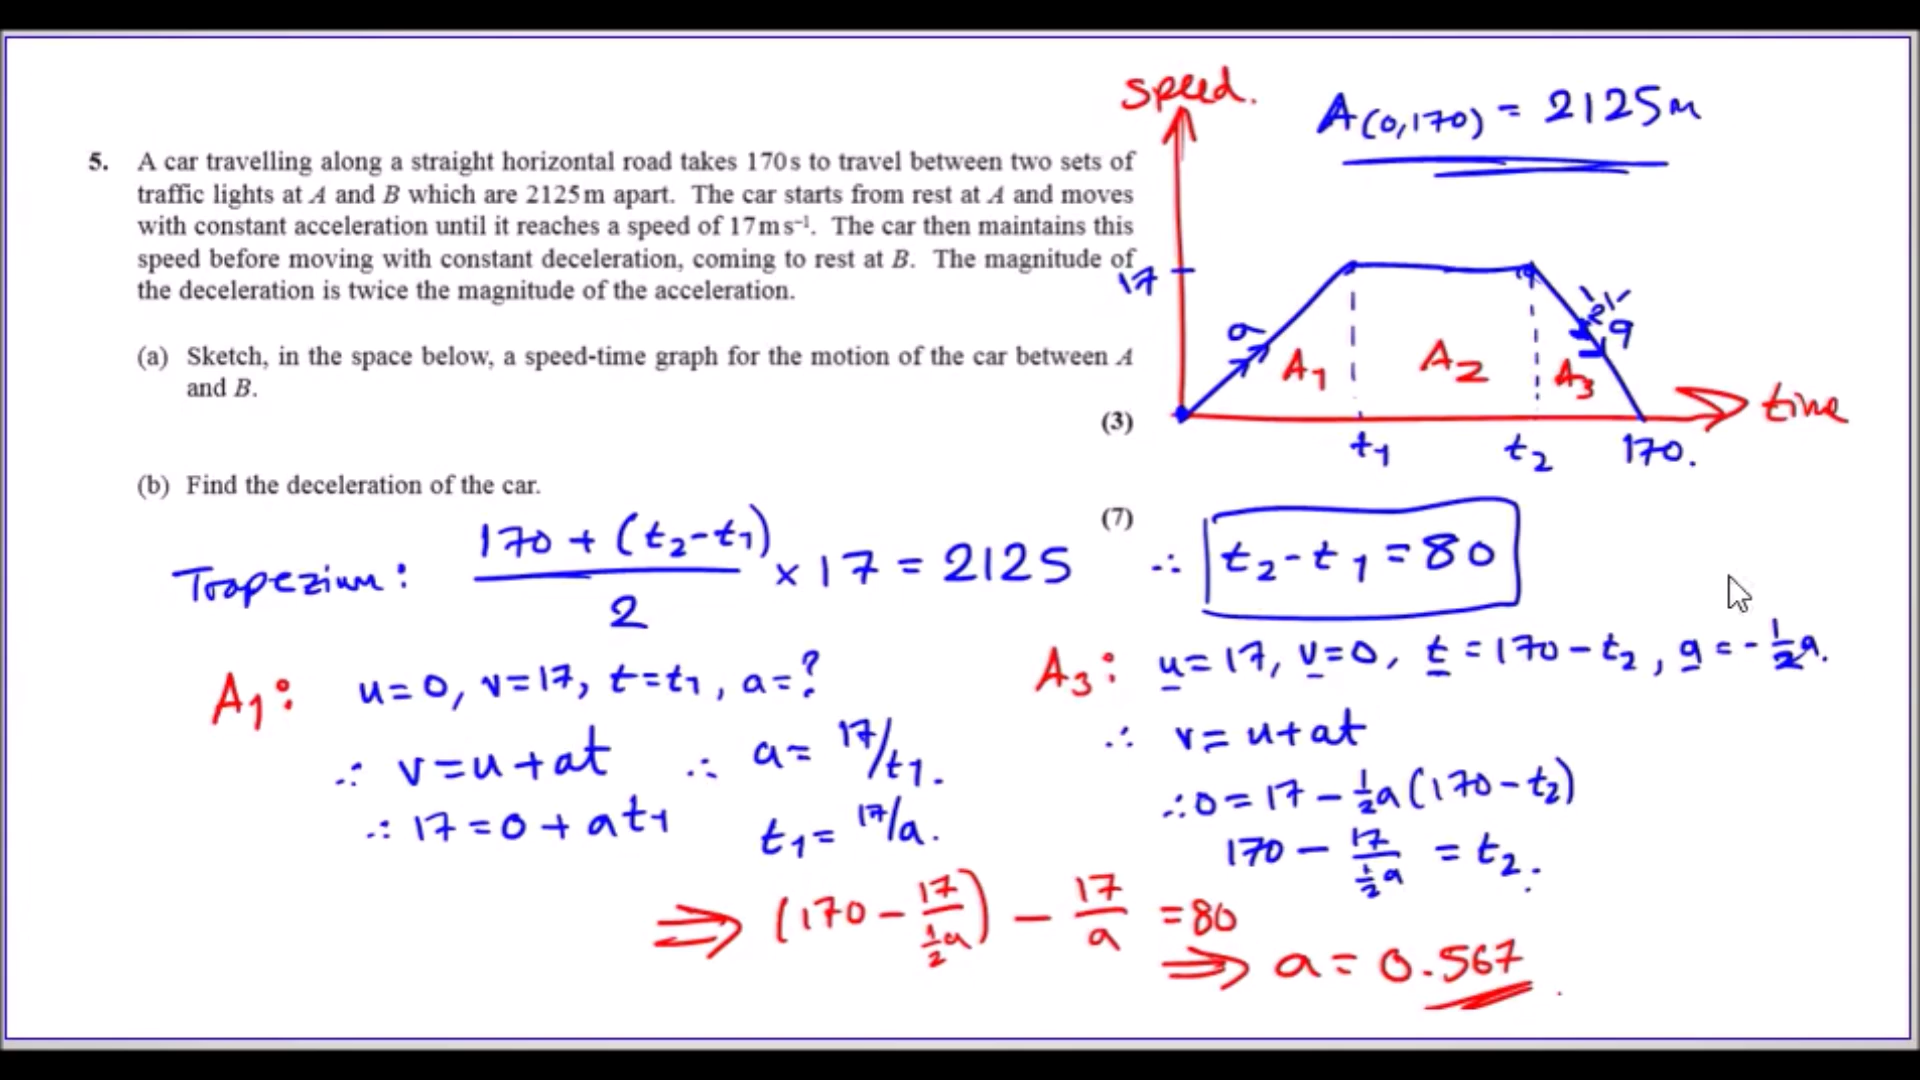 speed.
A(0,170) = 2125m
5. A car travelling along a straight horizontal road takes 170 s to travel between two sets of
traffic lights at A and B which are 2125 m apart. The car starts from rest at A and moves
with constant acceleration until it reaches a speed of 17 m s⁻¹. The car then maintains this
speed before moving with constant deceleration, coming to rest at B. The magnitude of
the deceleration is twice the magnitude of the acceleration.
17
a
A₁ A₂ A₃
time
t₁ t₂ 170.
(a) Sketch, in the space below, a speed-time graph for the motion of the car between A
and B.
(3)
(b) Find the deceleration of the car.
(7)
Trapezium: (170 + (t₂-t₁))/2 × 17 = 2125 ∴ t₂-t₁ = 80
A₁: u=0, v=17, t=t₁, a=?
∴ v=u+at ∴ a= 17/t₁.
∴ 17=0+at₁ t₁= 17/a.
A₃: u=17, v=0, t=170-t₂, a=-½a.
∴ v=u+at
∴ 0=17-½a(170-t₂)
170 - 17/½a = t₂.
⇒ (170 - 17/½a) - 17/a = 80
⇒ a = 0.567